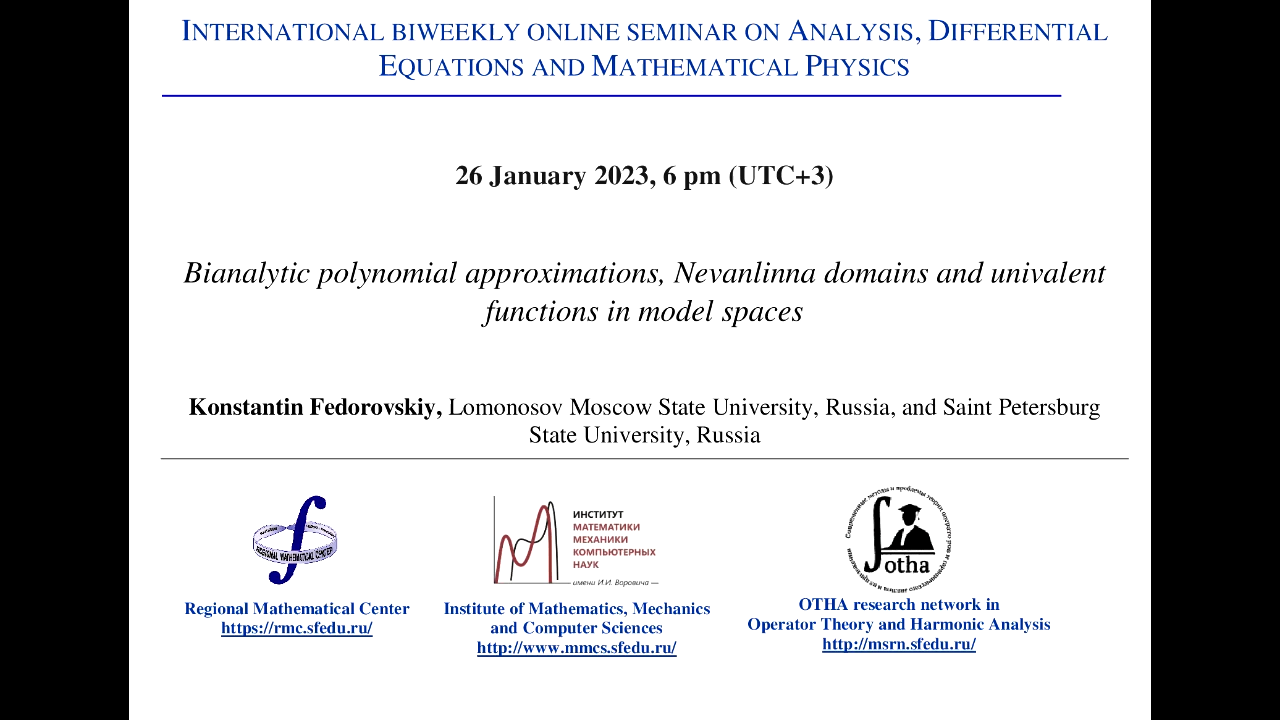 INTERNATIONAL BIWEEKLY ONLINE SEMINAR ON ANALYSIS, DIFFERENTIAL
EQUATIONS AND MATHEMATICAL PHYSICS
26 January 2023, 6 pm (UTC+3)
Bianalytic polynomial approximations, Nevanlinna domains and univalent
functions in model spaces
Konstantin Fedorovskiy, Lomonosov Moscow State University, Russia, and Saint Petersburg
State University, Russia
REGIONAL MATHEMATICAL CENTER
Regional Mathematical Center
https://rmc.sfedu.ru/
ИНСТИТУТ
МАТЕМАТИКИ
МЕХАНИКИ
КОМПЬЮТЕРНЫХ
НАУК
имени И.И. Воровича
Institute of Mathematics, Mechanics
and Computer Sciences
http://www.mmcs.sfedu.ru/
otha
OTHA research network in
Operator Theory and Harmonic Analysis
http://msrn.sfedu.ru/